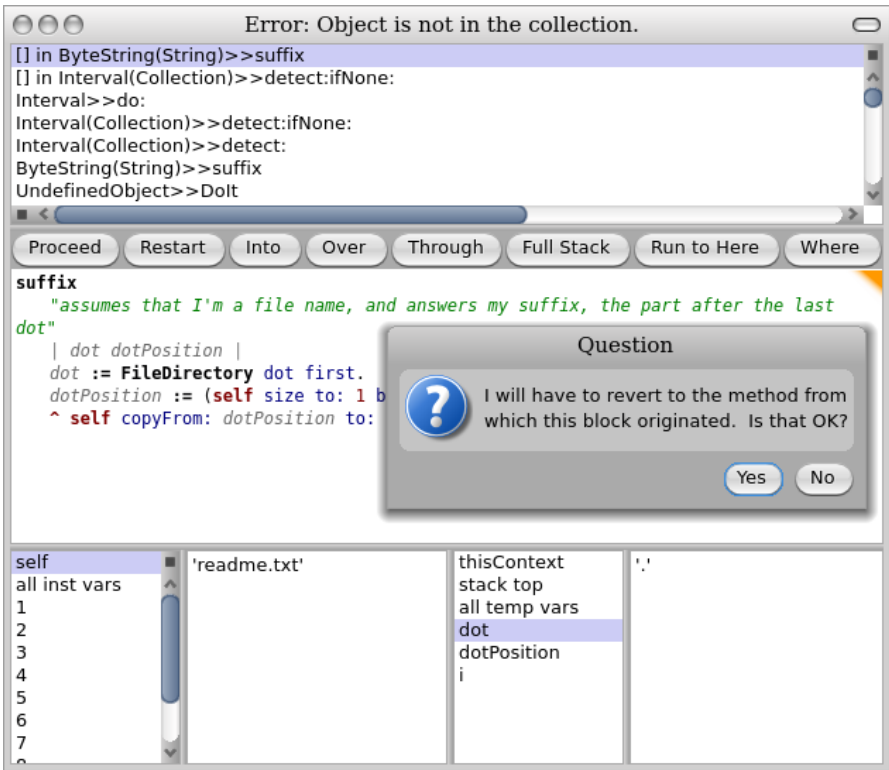 Error: Object is not in the collection.
[] in ByteString(String)>>suffix
[] in Interval(Collection)>>detect:ifNone:
Interval>>do:
Interval(Collection)>>detect:ifNone:
Interval(Collection)>>detect:
ByteString(String)>>suffix
UndefinedObject>>DoIt
Proceed Restart Into Over Through Full Stack Run to Here Where
suffix
"assumes that I'm a file name, and answers my suffix, the part after the last
dot"
| dot dotPosition |
dot := FileDirectory dot first.
dotPosition := (self size to: 1 b
^ self copyFrom: dotPosition to:
Question
I will have to revert to the method from
which this block originated.  Is that OK?
Yes No
self
all inst vars
1
2
3
4
5
6
7
'readme.txt'
thisContext
stack top
all temp vars
dot
dotPosition
i
'.'